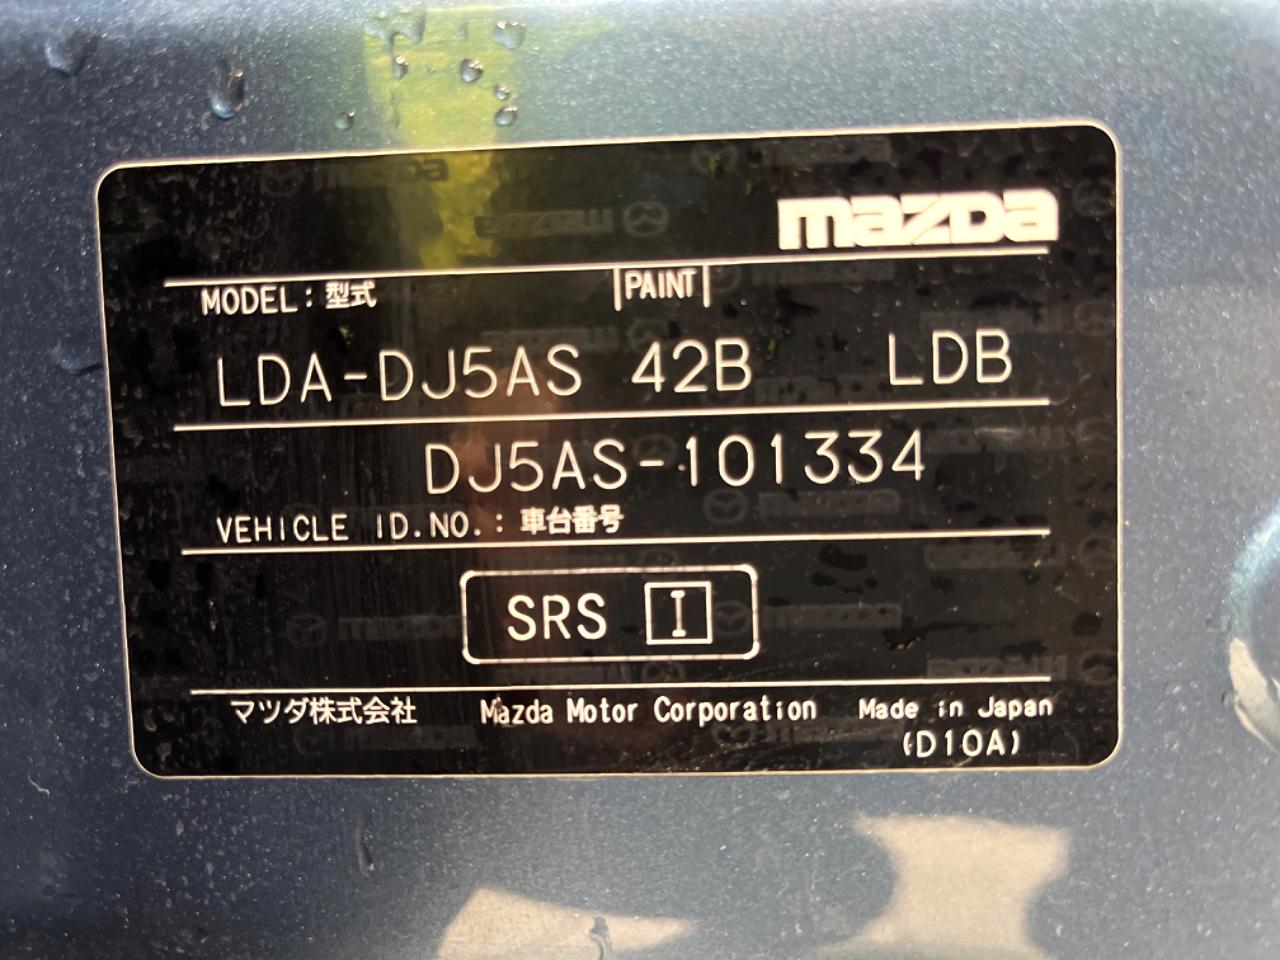 mazda
MODEL : 型式 PAINT
LDA-DJ5AS 42B LDB
DJ5AS-101334
VEHICLE ID.NO. : 車台番号
SRS I
マツダ株式会社 Mazda Motor Corporation Made in Japan
(D10A)